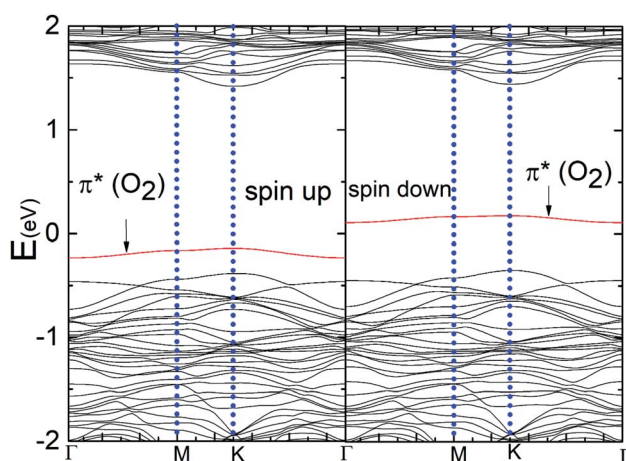 2
1
0
-1
-2
E(eV)
π* (O2)
spin up
spin down
π* (O2)
Γ
M
K
Γ
M
K
Γ